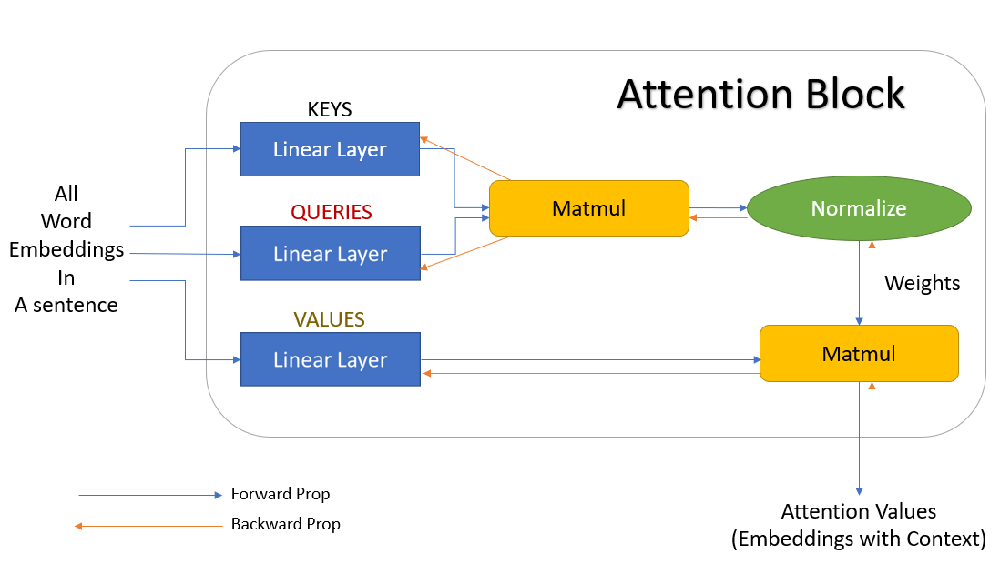 Attention Block
KEYS
Linear Layer
All
Word
Embeddings
In
A sentence
QUERIES
Linear Layer
Matmul
Normalize
Weights
VALUES
Linear Layer
Matmul
Forward Prop
Backward Prop
Attention Values
(Embeddings with Context)